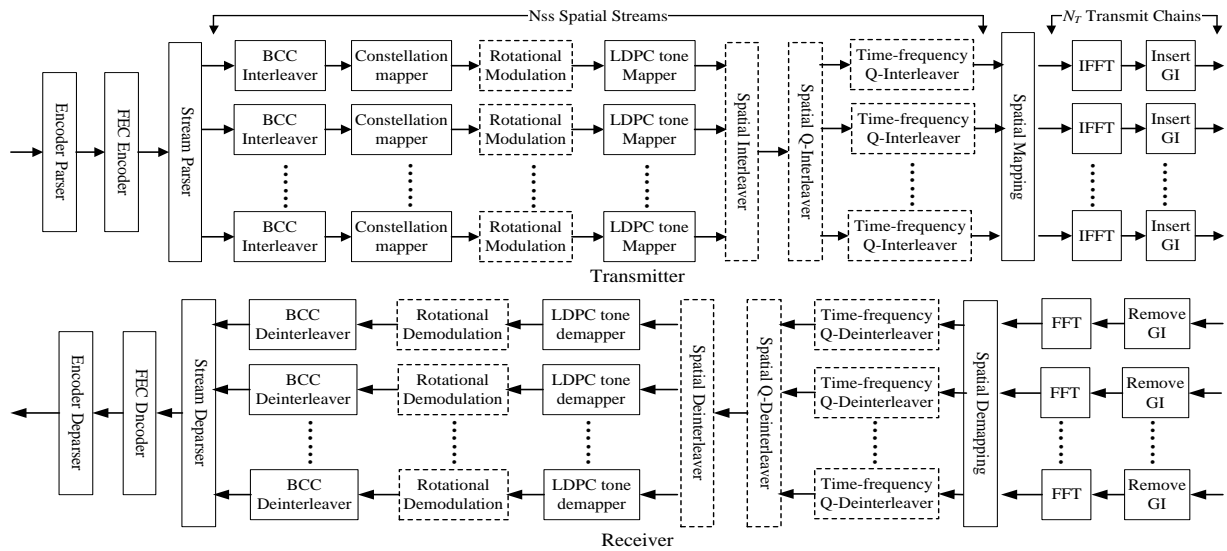 Nss Spatial Streams
N_T Transmit Chains
Encoder Parser
FEC Encoder
Stream Parser
BCC
Interleaver
Constellation
mapper
Rotational
Modulation
LDPC tone
Mapper
BCC
Interleaver
Constellation
mapper
Rotational
Modulation
LDPC tone
Mapper
BCC
Interleaver
Constellation
mapper
Rotational
Modulation
LDPC tone
Mapper
Spatial Interleaver
Spatial Q-Interleaver
Time-frequency
Q-Interleaver
Time-frequency
Q-Interleaver
Time-frequency
Q-Interleaver
Spatial Mapping
IFFT
Insert
GI
IFFT
Insert
GI
IFFT
Insert
GI
Transmitter
Encoder Deparser
FEC Dncoder
Stream Deparser
BCC
Deinterleaver
Rotational
Demodulation
LDPC tone
demapper
BCC
Deinterleaver
Rotational
Demodulation
LDPC tone
demapper
BCC
Deinterleaver
Rotational
Demodulation
LDPC tone
demapper
Spatial Deinterleaver
Spatial Q-Deinterleaver
Time-frequency
Q-Deinterleaver
Time-frequency
Q-Deinterleaver
Time-frequency
Q-Deinterleaver
Spatial Demapping
FFT
Remove
GI
FFT
Remove
GI
FFT
Remove
GI
Receiver